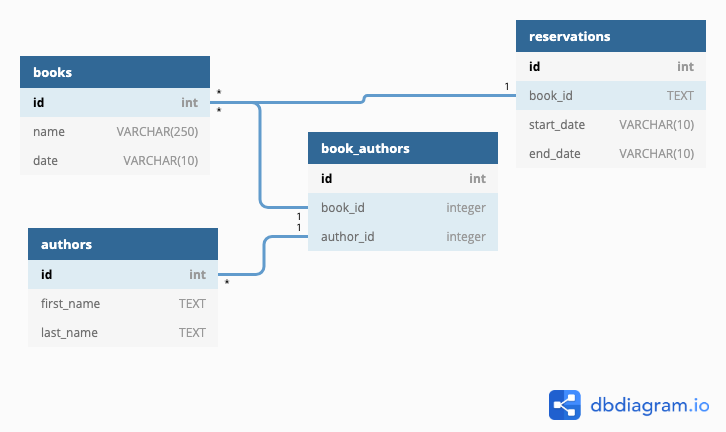 books
id int
name VARCHAR(250)
date VARCHAR(10)
*
*
authors
id int
first_name TEXT
last_name TEXT
*
book_authors
id int
book_id integer
author_id integer
1
1
reservations
id int
book_id TEXT
start_date VARCHAR(10)
end_date VARCHAR(10)
1
dbdiagram.io